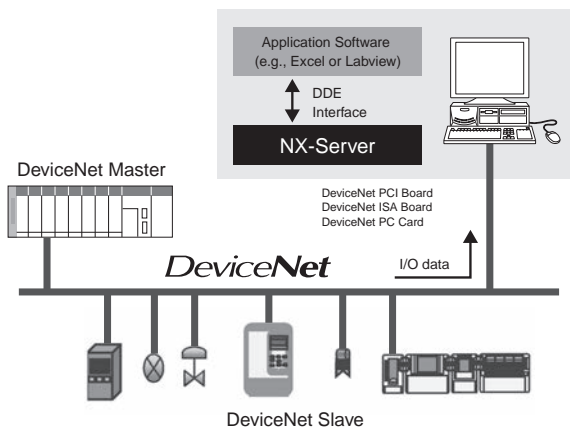 Application Software
(e.g., Excel or Labview)
DDE
Interface
NX-Server
DeviceNet Master
DeviceNet PCI Board
DeviceNet ISA Board
DeviceNet PC Card
DeviceNet
I/O data
DeviceNet Slave